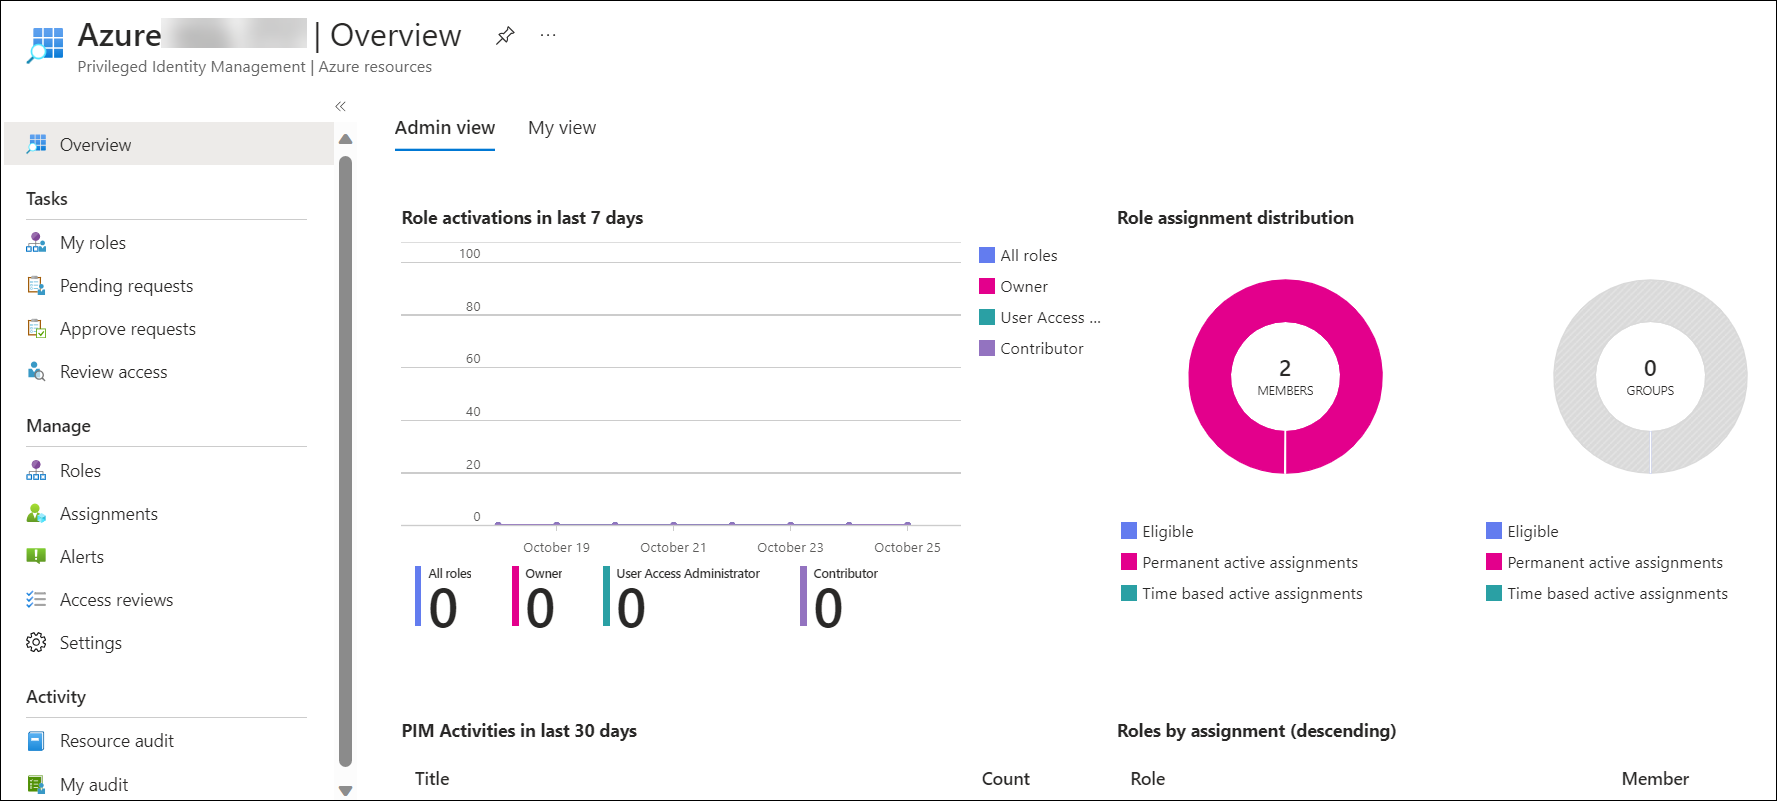 Azure | Overview ...
Privileged Identity Management | Azure resources
«
Overview
Tasks
My roles
Pending requests
Approve requests
Review access
Manage
Roles
Assignments
Alerts
Access reviews
Settings
Activity
Resource audit
My audit
Admin view My view
Role activations in last 7 days
100
80
60
40
20
0
October 19 October 21 October 23 October 25
All roles
Owner
User Access ...
Contributor
All roles Owner User Access Administrator Contributor
0 0 0 0
Role assignment distribution
2
MEMBERS
Eligible
Permanent active assignments
Time based active assignments
0
GROUPS
Eligible
Permanent active assignments
Time based active assignments
PIM Activities in last 30 days
Title Count
Roles by assignment (descending)
Role Member